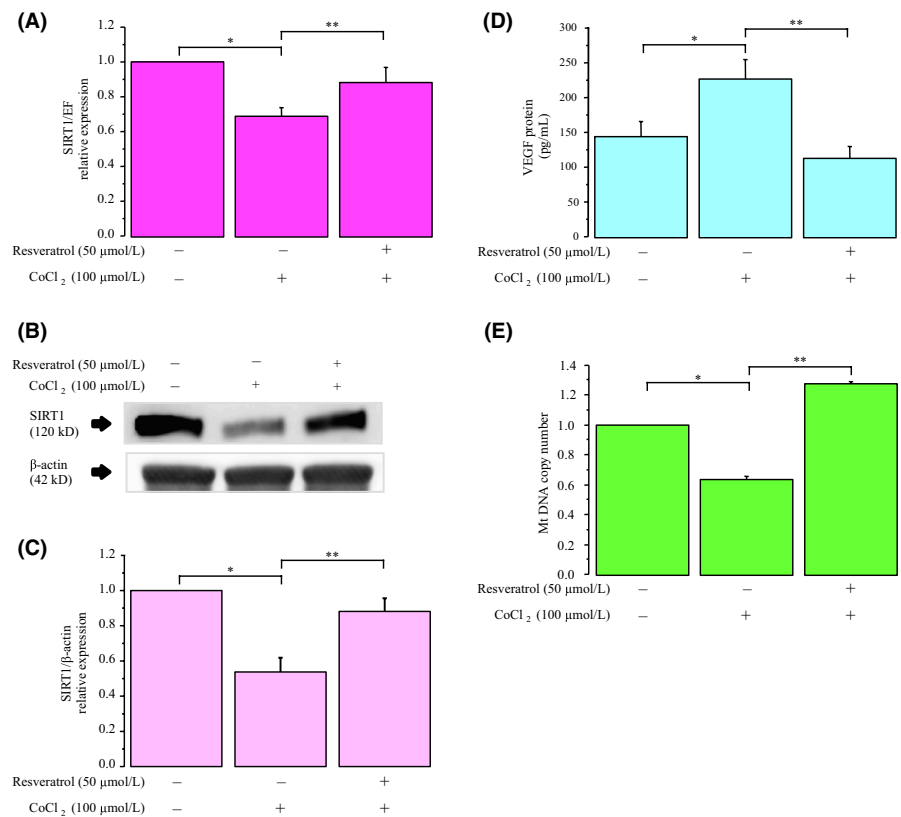 (A)
SIRT1/EF
relative expression
1.2
1.0
0.8
0.6
0.4
0.2
0.0
*
**
Resveratrol (50 µmol/L) – – +
CoCl 2 (100 µmol/L) – + +
(B)
Resveratrol (50 µmol/L) – – +
CoCl 2 (100 µmol/L) – + +
SIRT1
(120 kD)
β-actin
(42 kD)
(C)
SIRT1/β-actin
relative expression
1.2
1.0
0.8
0.6
0.4
0.2
0.0
*
**
Resveratrol (50 µmol/L) – – +
CoCl 2 (100 µmol/L) – + +
(D)
VEGF protein
(pg/mL)
300
250
200
150
100
50
0
*
**
Resveratrol (50 µmol/L) – – +
CoCl 2 (100 µmol/L) – + +
(E)
Mt DNA copy number
1.4
1.2
1.0
0.8
0.6
0.4
0.2
0.0
*
**
Resveratrol (50 µmol/L) – – +
CoCl 2 (100 µmol/L) – + +